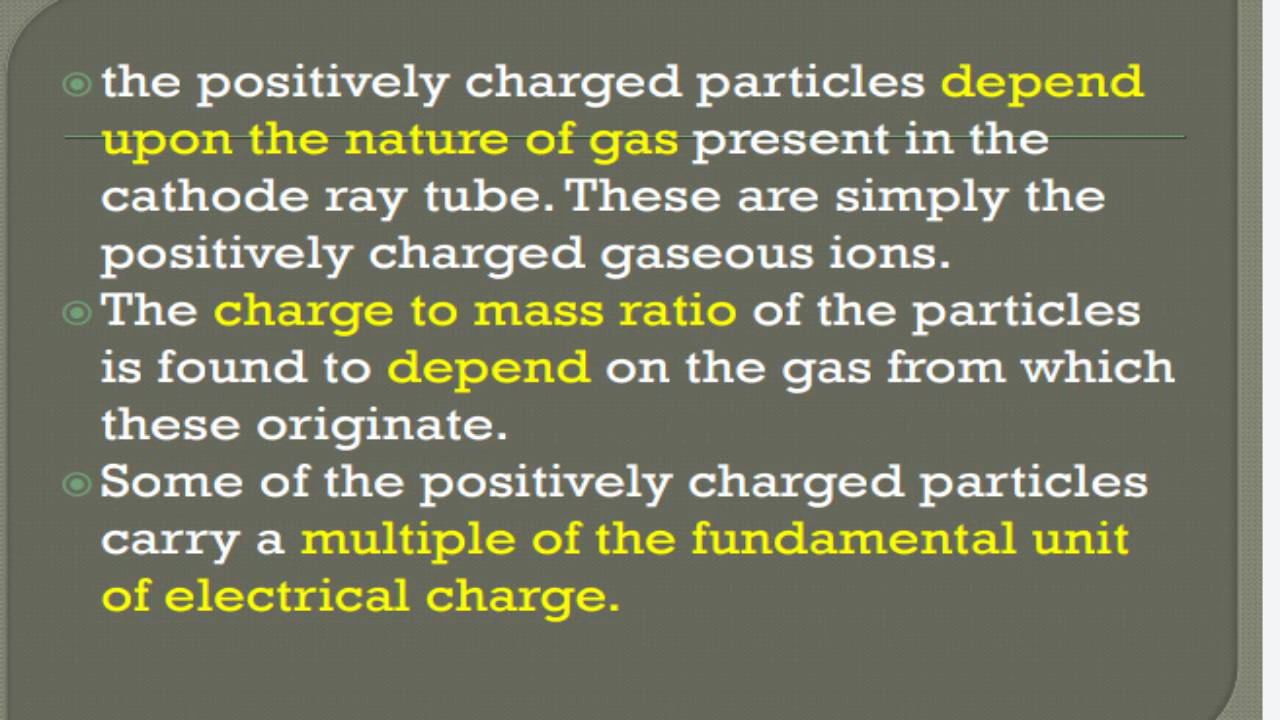 the positively charged particles depend
upon the nature of gas present in the
cathode ray tube. These are simply the
positively charged gaseous ions.
The charge to mass ratio of the particles
is found to depend on the gas from which
these originate.
Some of the positively charged particles
carry a multiple of the fundamental unit
of electrical charge.